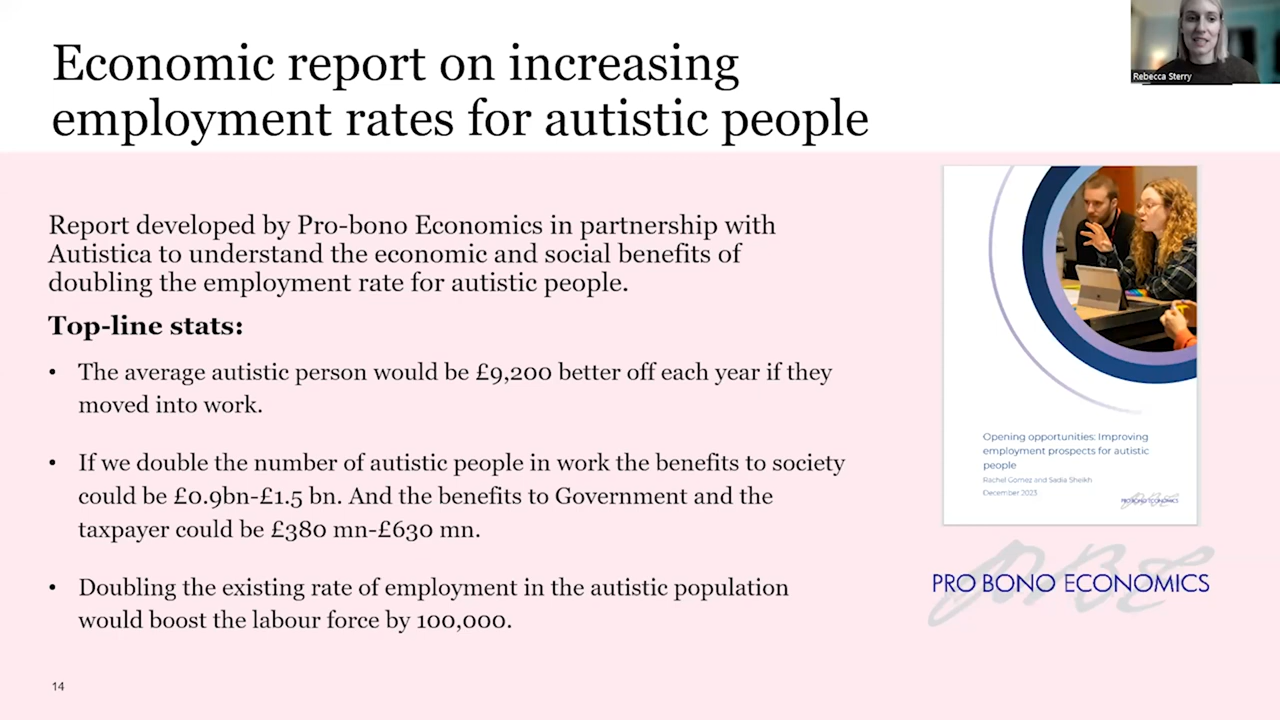 Economic report on increasing
employment rates for autistic people
Rebecca Sterry
Report developed by Pro-bono Economics in partnership with
Autistica to understand the economic and social benefits of
doubling the employment rate for autistic people.
Top-line stats:
• The average autistic person would be £9,200 better off each year if they
moved into work.
• If we double the number of autistic people in work the benefits to society
could be £0.9bn-£1.5 bn. And the benefits to Government and the
taxpayer could be £380 mn-£630 mn.
• Doubling the existing rate of employment in the autistic population
would boost the labour force by 100,000.
Opening opportunities: Improving
employment prospects for autistic
people
Rachel Gomez and Sadia Sheikh
December 2023
PRO BONO ECONOMICS
PRO BONO ECONOMICS
14